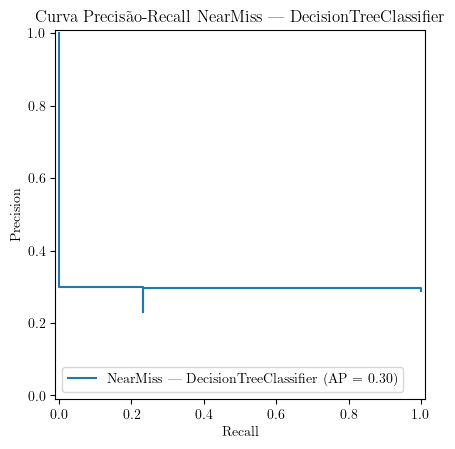 Curva Precisão-Recall NearMiss — DecisionTreeClassifier
1.0
0.8
0.6
0.4
0.2
0.0
Precision
NearMiss — DecisionTreeClassifier (AP = 0.30)
0.0 0.2 0.4 0.6 0.8 1.0
Recall